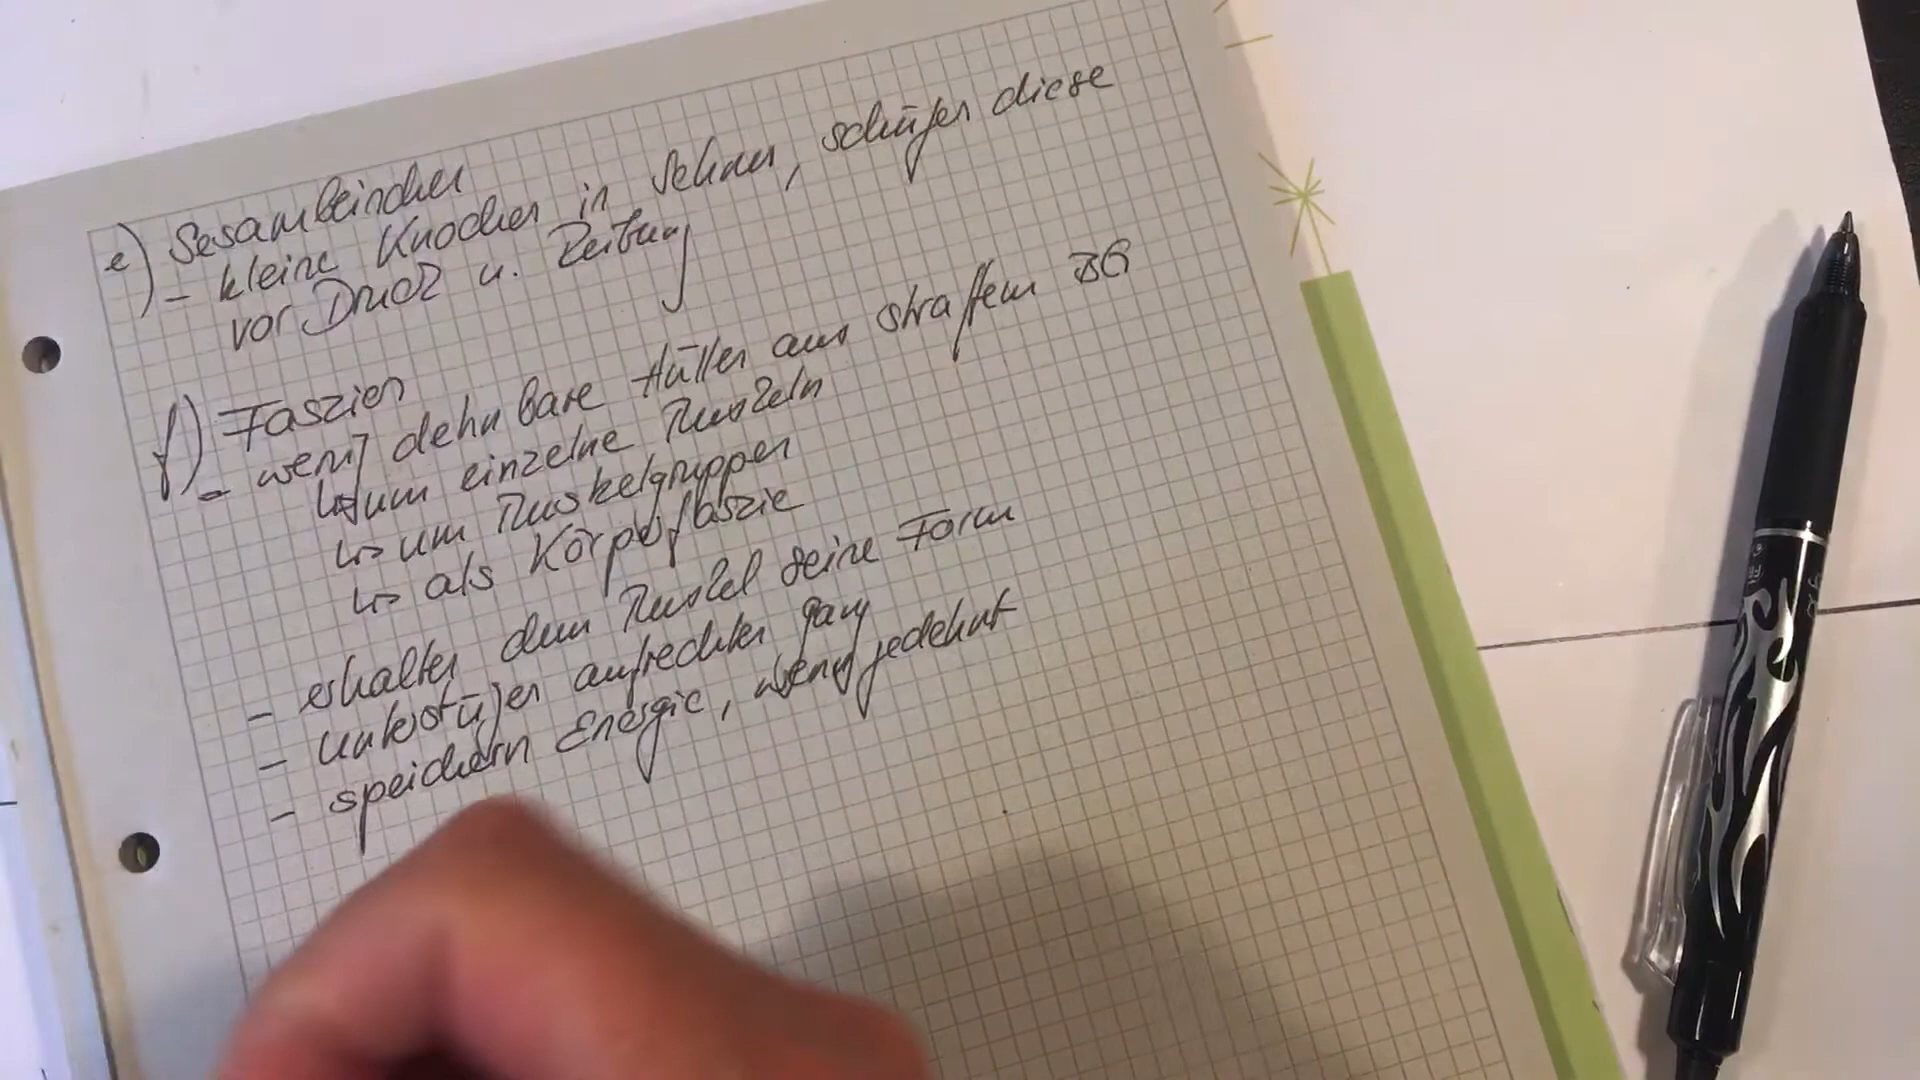 e) Sesambeinchen
- kleine Knochen in Sehnen, schützen diese
vor Druck u. Reibung
f) Faszien
- wenig dehnbare Hüllen aus straffem BG
↳ um einzelne Muskeln
↳ um Muskelgruppen
↳ als Körperfaszie
- erhalten dem Muskel seine Form
- unterstützen aufrechten gang
- speichern Energie, wenn gedehnt